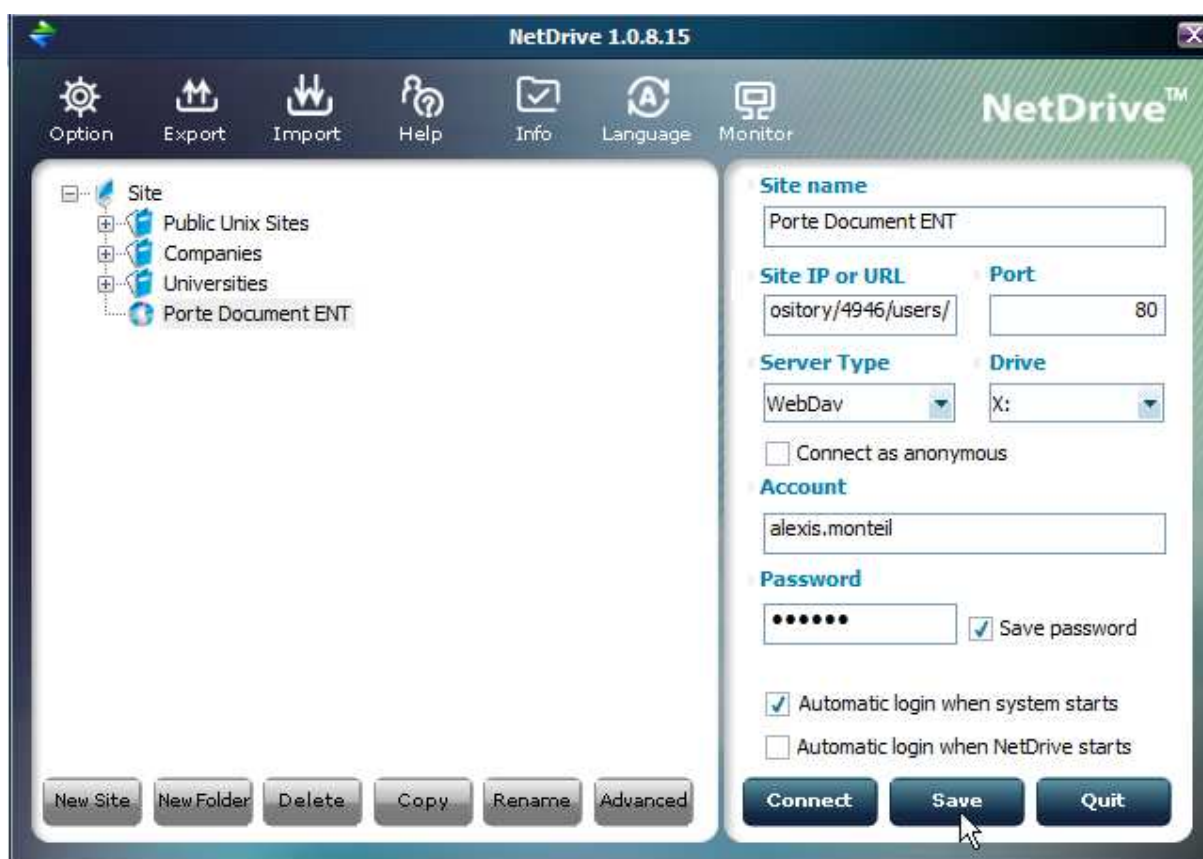 NetDrive 1.0.8.15
Option Export Import Help Info Language Monitor
NetDrive™
Site
Public Unix Sites
Companies
Universities
Porte Document ENT
New Site New Folder Delete Copy Rename Advanced
Site name
Porte Document ENT
Site IP or URL Port
ository/4946/users/ 80
Server Type Drive
WebDav X:
Connect as anonymous
Account
alexis.monteil
Password
●●●●●● Save password
Automatic login when system starts
Automatic login when NetDrive starts
Connect Save Quit